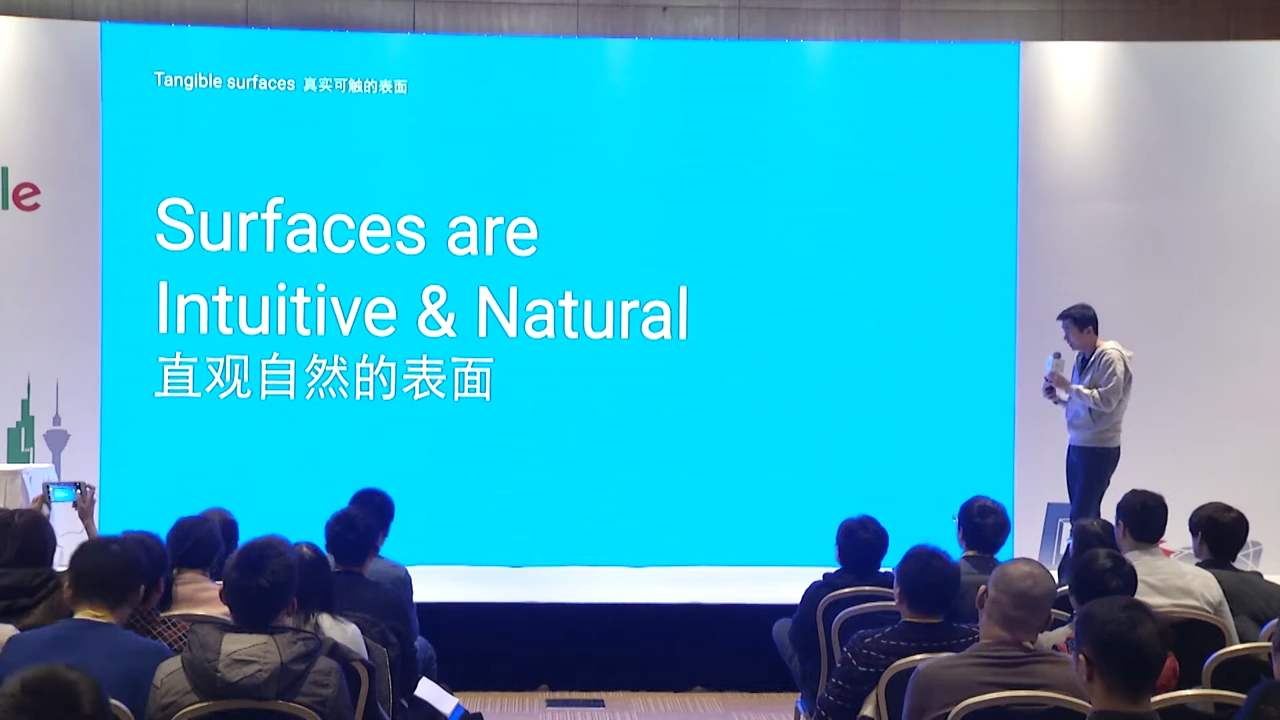 Tangible surfaces 真实可触的表面
Surfaces are
Intuitive & Natural
直观自然的表面
le